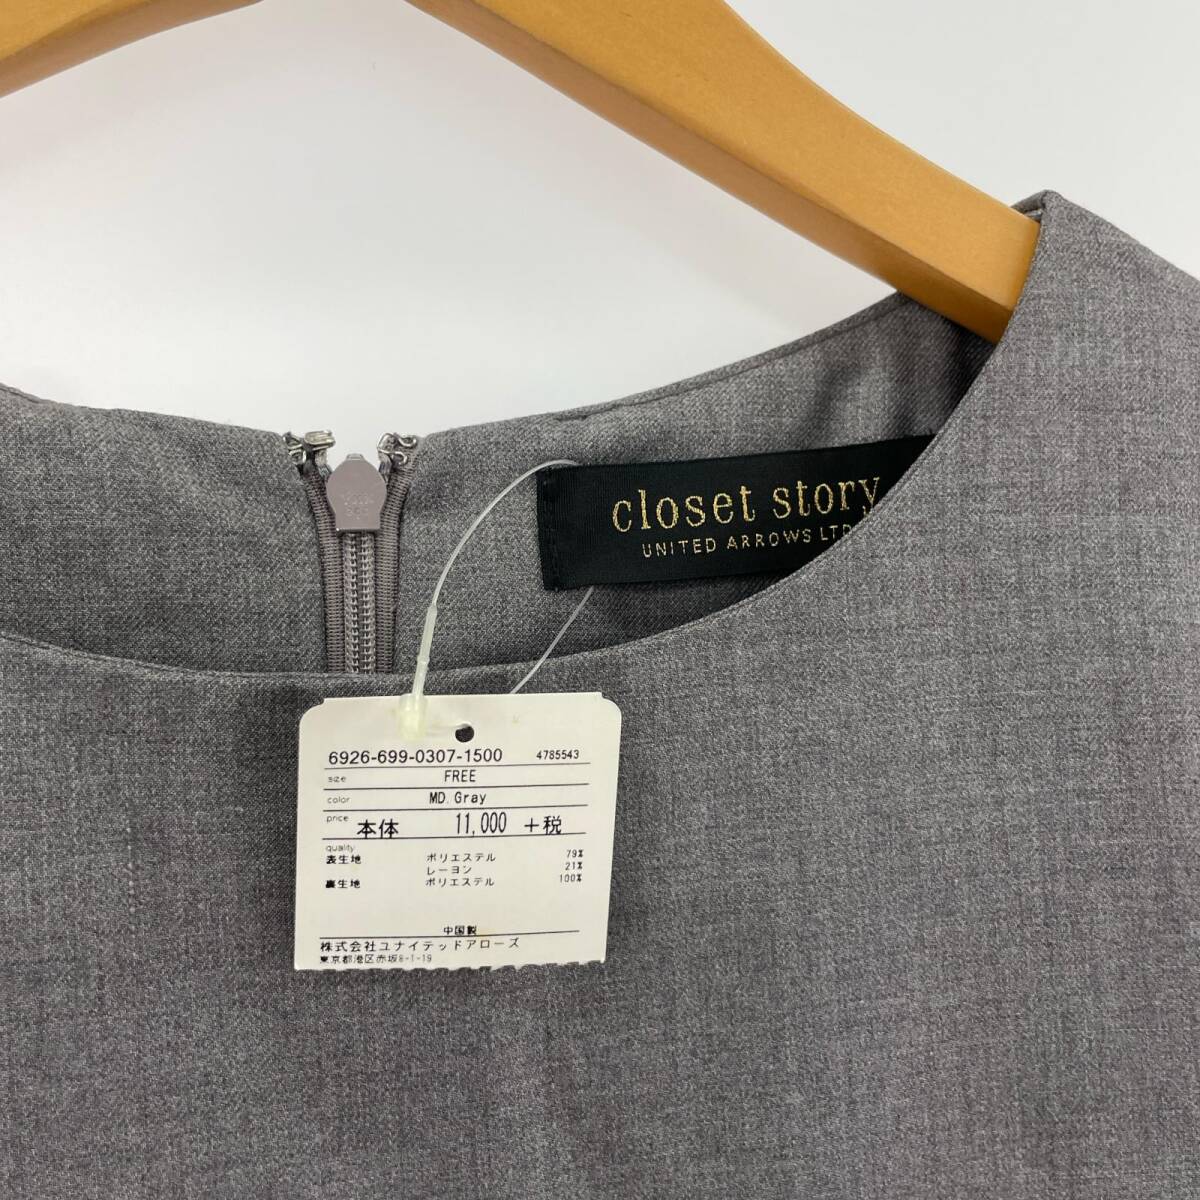 closet story
UNITED ARROWS LTD
6926-699-0307-1500 4785543
size FREE
color MD.Gray
price 本体 11,000 +税
quality
表生地 ポリエステル 79%
レーヨン 21%
裏生地 ポリエステル 100%
中国製
株式会社ユナイテッドアローズ
東京都港区赤坂8-1-19